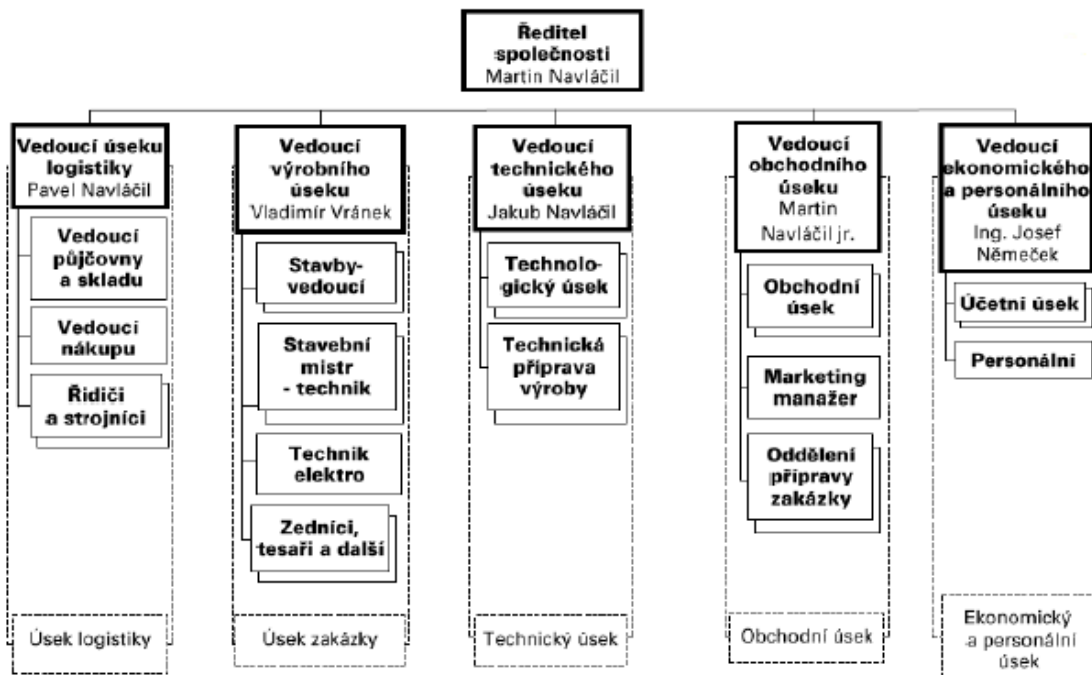 Ředitel
společnosti
Martin Navláčil
Vedoucí úseku
logistiky
Pavel Navláčil
Vedoucí
půjčovny
a skladu
Vedoucí
nákupu
Řidiči
a strojníci
Úsek logistiky
Vedoucí
výrobního
úseku
Vladimír Vránek
Stavby-
vedoucí
Stavební
mistr
- technik
Technik
elektro
Zedníci,
tesaři a další
Úsek zakázky
Vedoucí
technického
úseku
Jakub Navláčil
Technolo-
gický úsek
Technická
příprava
výroby
Technický úsek
Vedoucí
obchodního
úseku
Martin
Navláčil jr.
Obchodní
úsek
Marketing
manažer
Oddělení
přípravy
zakázky
Obchodní úsek
Vedoucí
ekonomického
a personálního
úseku
Ing. Josef
Němeček
Účetní úsek
Personální
Ekonomický
a personální
úsek